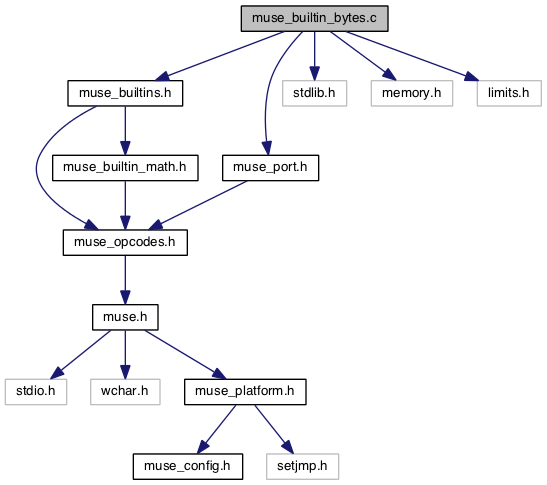 muse_builtin_bytes.c
muse_builtins.h
stdlib.h
memory.h
limits.h
muse_builtin_math.h
muse_port.h
muse_opcodes.h
muse.h
stdio.h
wchar.h
muse_platform.h
muse_config.h
setjmp.h